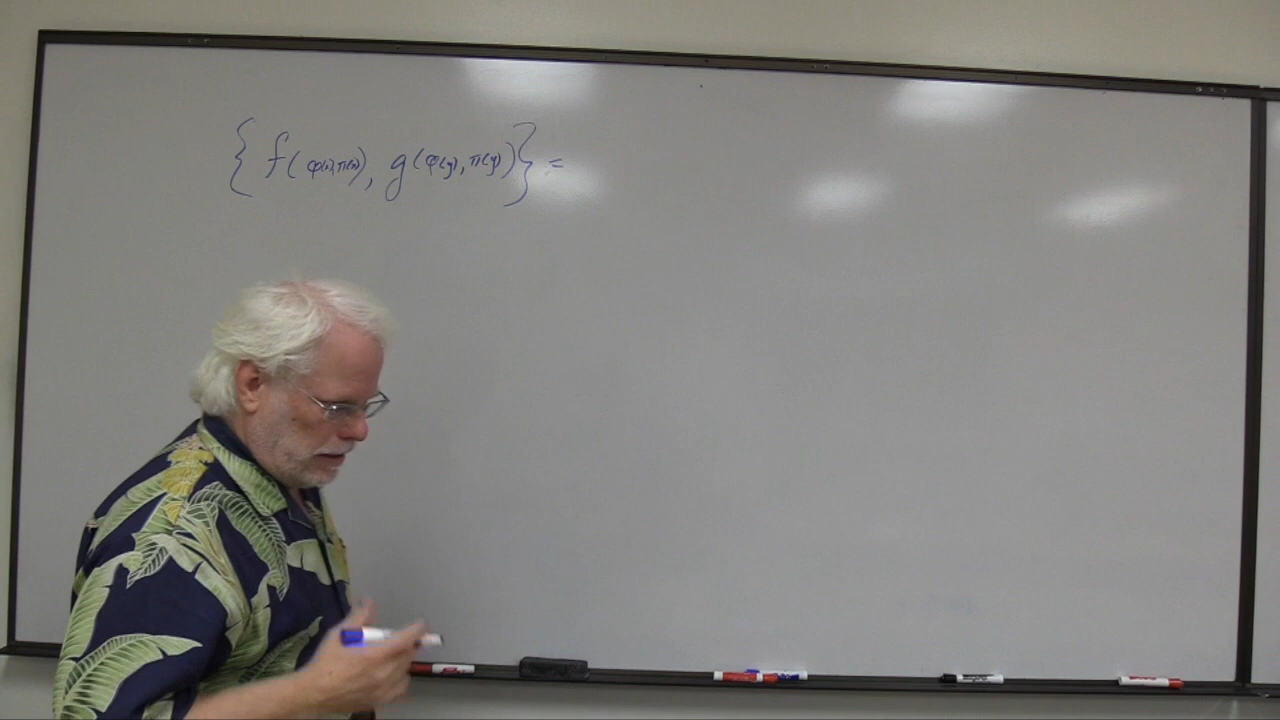 { f(φ(x),π(x)), g(φ(y),π(y)) } =